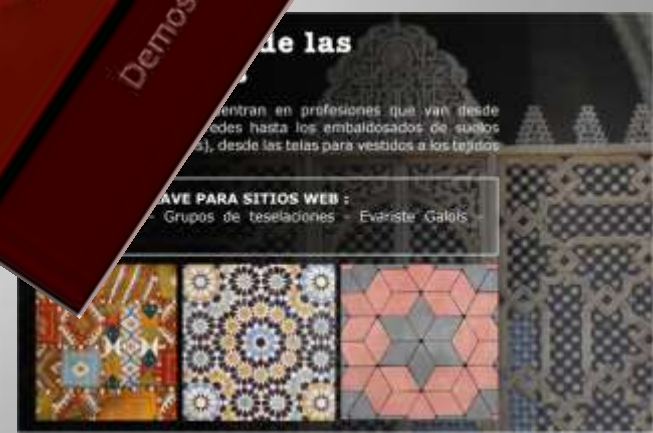 Demos
de las
entran en profesiones que van desde
edes hasta los embaldosados de suelos
s), desde las telas para vestidos a los tejidos
AVE PARA SITIOS WEB :
- Grupos de teselaciones - Evariste Galois -